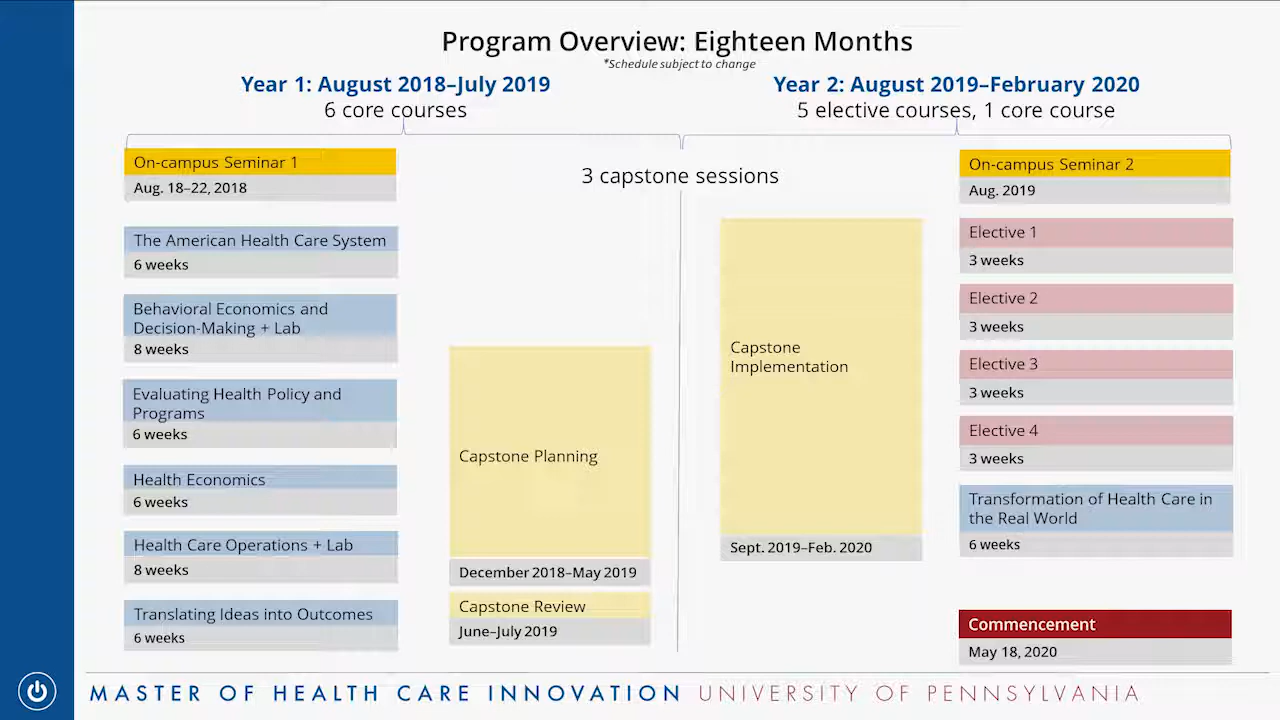 Program Overview: Eighteen Months
*Schedule subject to change
Year 1: August 2018–July 2019
6 core courses
Year 2: August 2019–February 2020
5 elective courses, 1 core course
3 capstone sessions
On-campus Seminar 1
Aug. 18–22, 2018
The American Health Care System
6 weeks
Behavioral Economics and
Decision-Making + Lab
8 weeks
Evaluating Health Policy and
Programs
6 weeks
Health Economics
6 weeks
Health Care Operations + Lab
8 weeks
Translating Ideas into Outcomes
6 weeks
Capstone Planning
December 2018–May 2019
Capstone Review
June–July 2019
Capstone
Implementation
Sept. 2019–Feb. 2020
On-campus Seminar 2
Aug. 2019
Elective 1
3 weeks
Elective 2
3 weeks
Elective 3
3 weeks
Elective 4
3 weeks
Transformation of Health Care in
the Real World
6 weeks
Commencement
May 18, 2020
MASTER OF HEALTH CARE INNOVATION UNIVERSITY OF PENNSYLVANIA